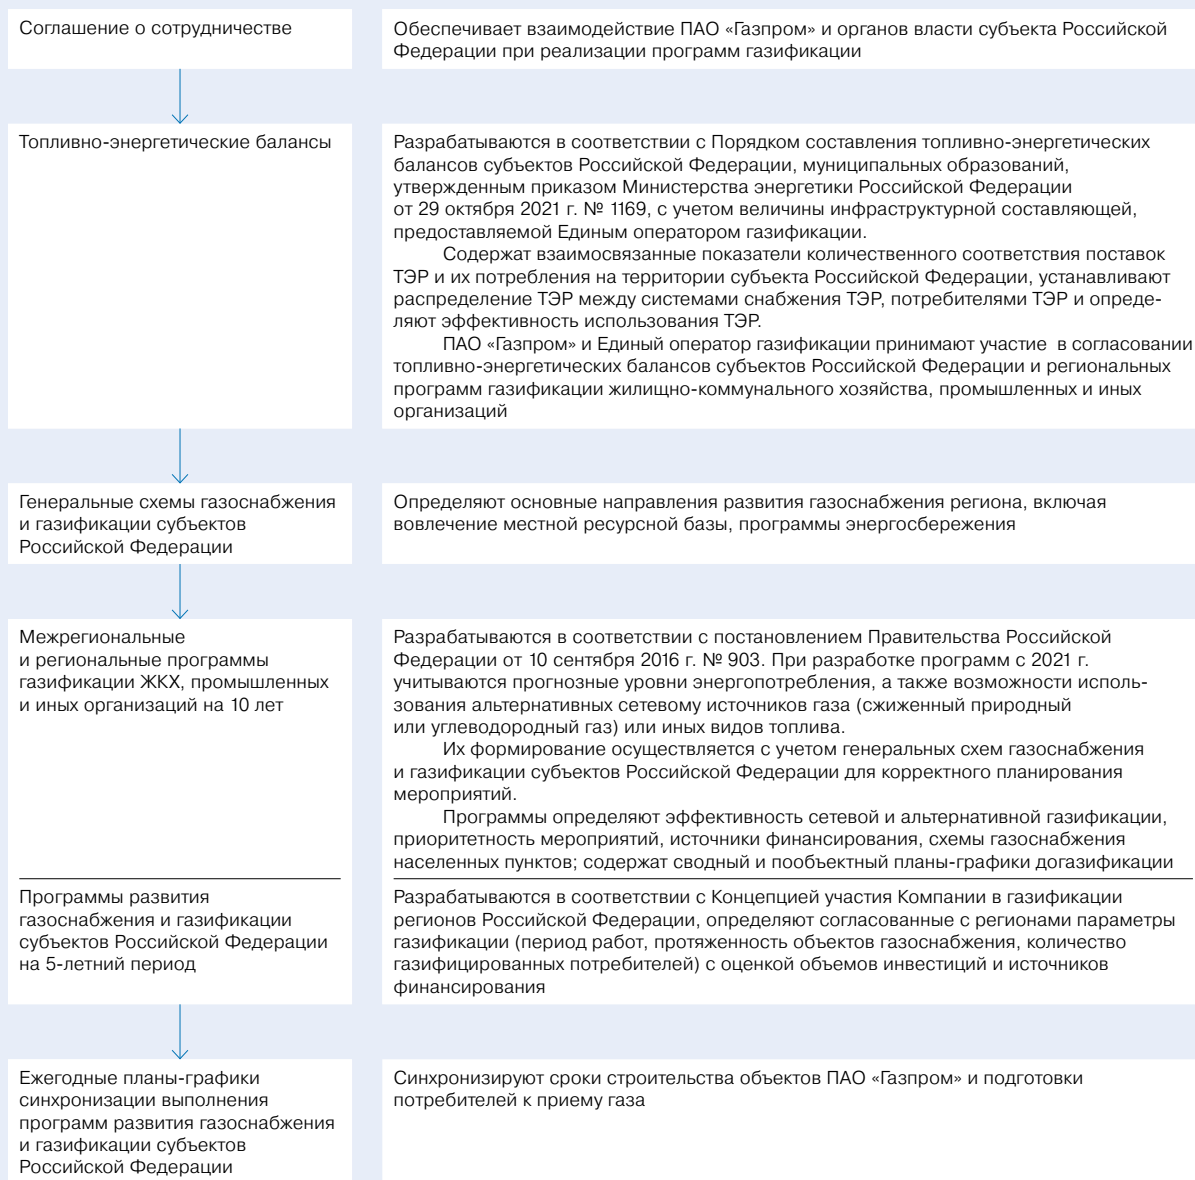 Соглашение о сотрудничестве
Обеспечивает взаимодействие ПАО «Газпром» и органов власти субъекта Российской
Федерации при реализации программ газификации
Топливно-энергетические балансы
Разрабатываются в соответствии с Порядком составления топливно-энергетических
балансов субъектов Российской Федерации, муниципальных образований,
утвержденным приказом Министерства энергетики Российской Федерации
от 29 октября 2021 г. № 1169, с учетом величины инфраструктурной составляющей,
предоставляемой Единым оператором газификации.
Содержат взаимосвязанные показатели количественного соответствия поставок
ТЭР и их потребления на территории субъекта Российской Федерации, устанавливают
распределение ТЭР между системами снабжения ТЭР, потребителями ТЭР и опреде-
ляют эффективность использования ТЭР.
ПАО «Газпром» и Единый оператор газификации принимают участие в согласовании
топливно-энергетических балансов субъектов Российской Федерации и региональных
программ газификации жилищно-коммунального хозяйства, промышленных и иных
организаций
Генеральные схемы газоснабжения
и газификации субъектов
Российской Федерации
Определяют основные направления развития газоснабжения региона, включая
вовлечение местной ресурсной базы, программы энергосбережения
Межрегиональные
и региональные программы
газификации ЖКХ, промышленных
и иных организаций на 10 лет
Разрабатываются в соответствии с постановлением Правительства Российской
Федерации от 10 сентября 2016 г. № 903. При разработке программ с 2021 г.
учитываются прогнозные уровни энергопотребления, а также возможности исполь-
зования альтернативных сетевому источников газа (сжиженный природный
или углеводородный газ) или иных видов топлива.
Их формирование осуществляется с учетом генеральных схем газоснабжения
и газификации субъектов Российской Федерации для корректного планирования
мероприятий.
Программы определяют эффективность сетевой и альтернативной газификации,
приоритетность мероприятий, источники финансирования, схемы газоснабжения
населенных пунктов; содержат сводный и пообъектный планы-графики догазификации
Программы развития
газоснабжения и газификации
субъектов Российской Федерации
на 5-летний период
Разрабатываются в соответствии с Концепцией участия Компании в газификации
регионов Российской Федерации, определяют согласованные с регионами параметры
газификации (период работ, протяженность объектов газоснабжения, количество
газифицированных потребителей) с оценкой объемов инвестиций и источников
финансирования
Ежегодные планы-графики
синхронизации выполнения
программ развития газоснабжения
и газификации субъектов
Российской Федерации
Синхронизируют сроки строительства объектов ПАО «Газпром» и подготовки
потребителей к приему газа